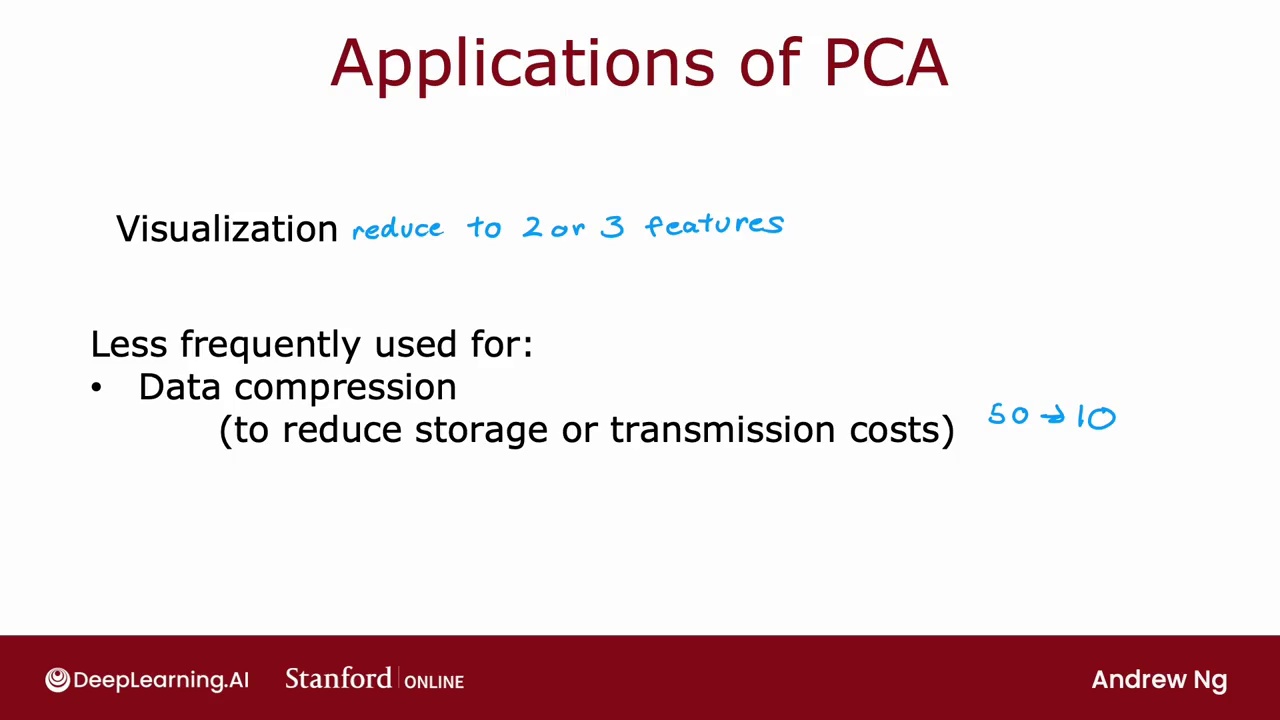 Applications of PCA
Visualization reduce to 2 or 3 features
Less frequently used for:
• Data compression
(to reduce storage or transmission costs) 50 → 10
DeepLearning.AI Stanford | ONLINE Andrew Ng